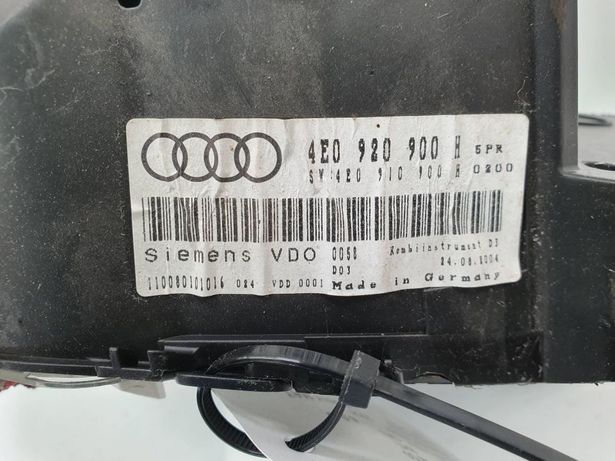 4E0 920 900 H 5PR
SW:4E0 910 900 H 0200
Siemens VDO 0058 Kombiinstrument D3
D03 24.08.2004
110080101016 024 VDD 0001 Made in Germany